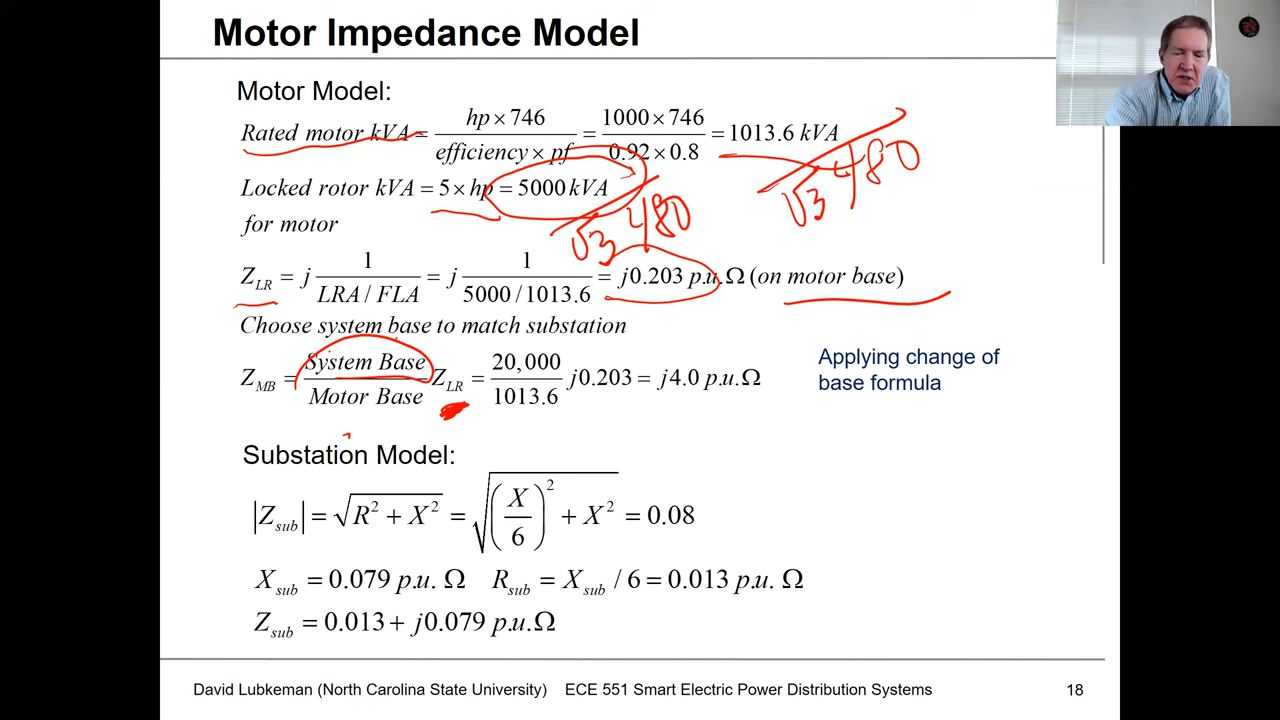 Motor Impedance Model
Motor Model:
Rated motor kVA = hp × 746 / efficiency × pf = 1000 × 746 / 0.92 × 0.8 = 1013.6 kVA
√3 480
Locked rotor kVA = 5 × hp = 5000 kVA
for motor
√3 480
Z_LR = j 1 / LRA / FLA = j 1 / 5000 / 1013.6 = j0.203 p.u. Ω (on motor base)
Choose system base to match substation
Z_MB = System Base / Motor Base Z_LR = 20,000 / 1013.6 j0.203 = j4.0 p.u. Ω
Applying change of
base formula
Substation Model:
|Z_sub| = √(R² + X²) = √((X/6)² + X²) = 0.08
X_sub = 0.079 p.u. Ω R_sub = X_sub / 6 = 0.013 p.u. Ω
Z_sub = 0.013 + j0.079 p.u. Ω
David Lubkeman (North Carolina State University) ECE 551 Smart Electric Power Distribution Systems 18